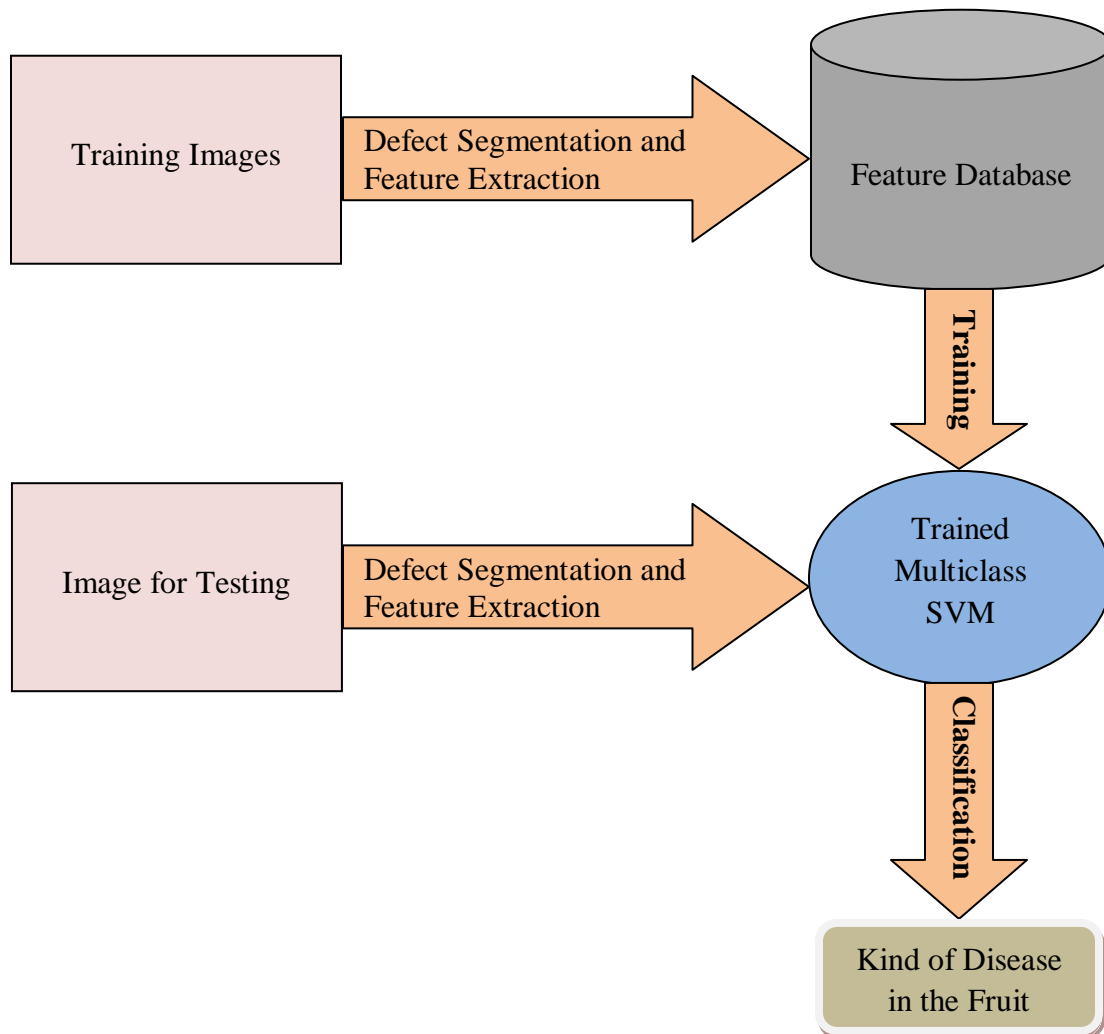 Training Images
Defect Segmentation and
Feature Extraction
Feature Database
Training
Image for Testing
Defect Segmentation and
Feature Extraction
Trained
Multiclass
SVM
Classification
Kind of Disease
in the Fruit